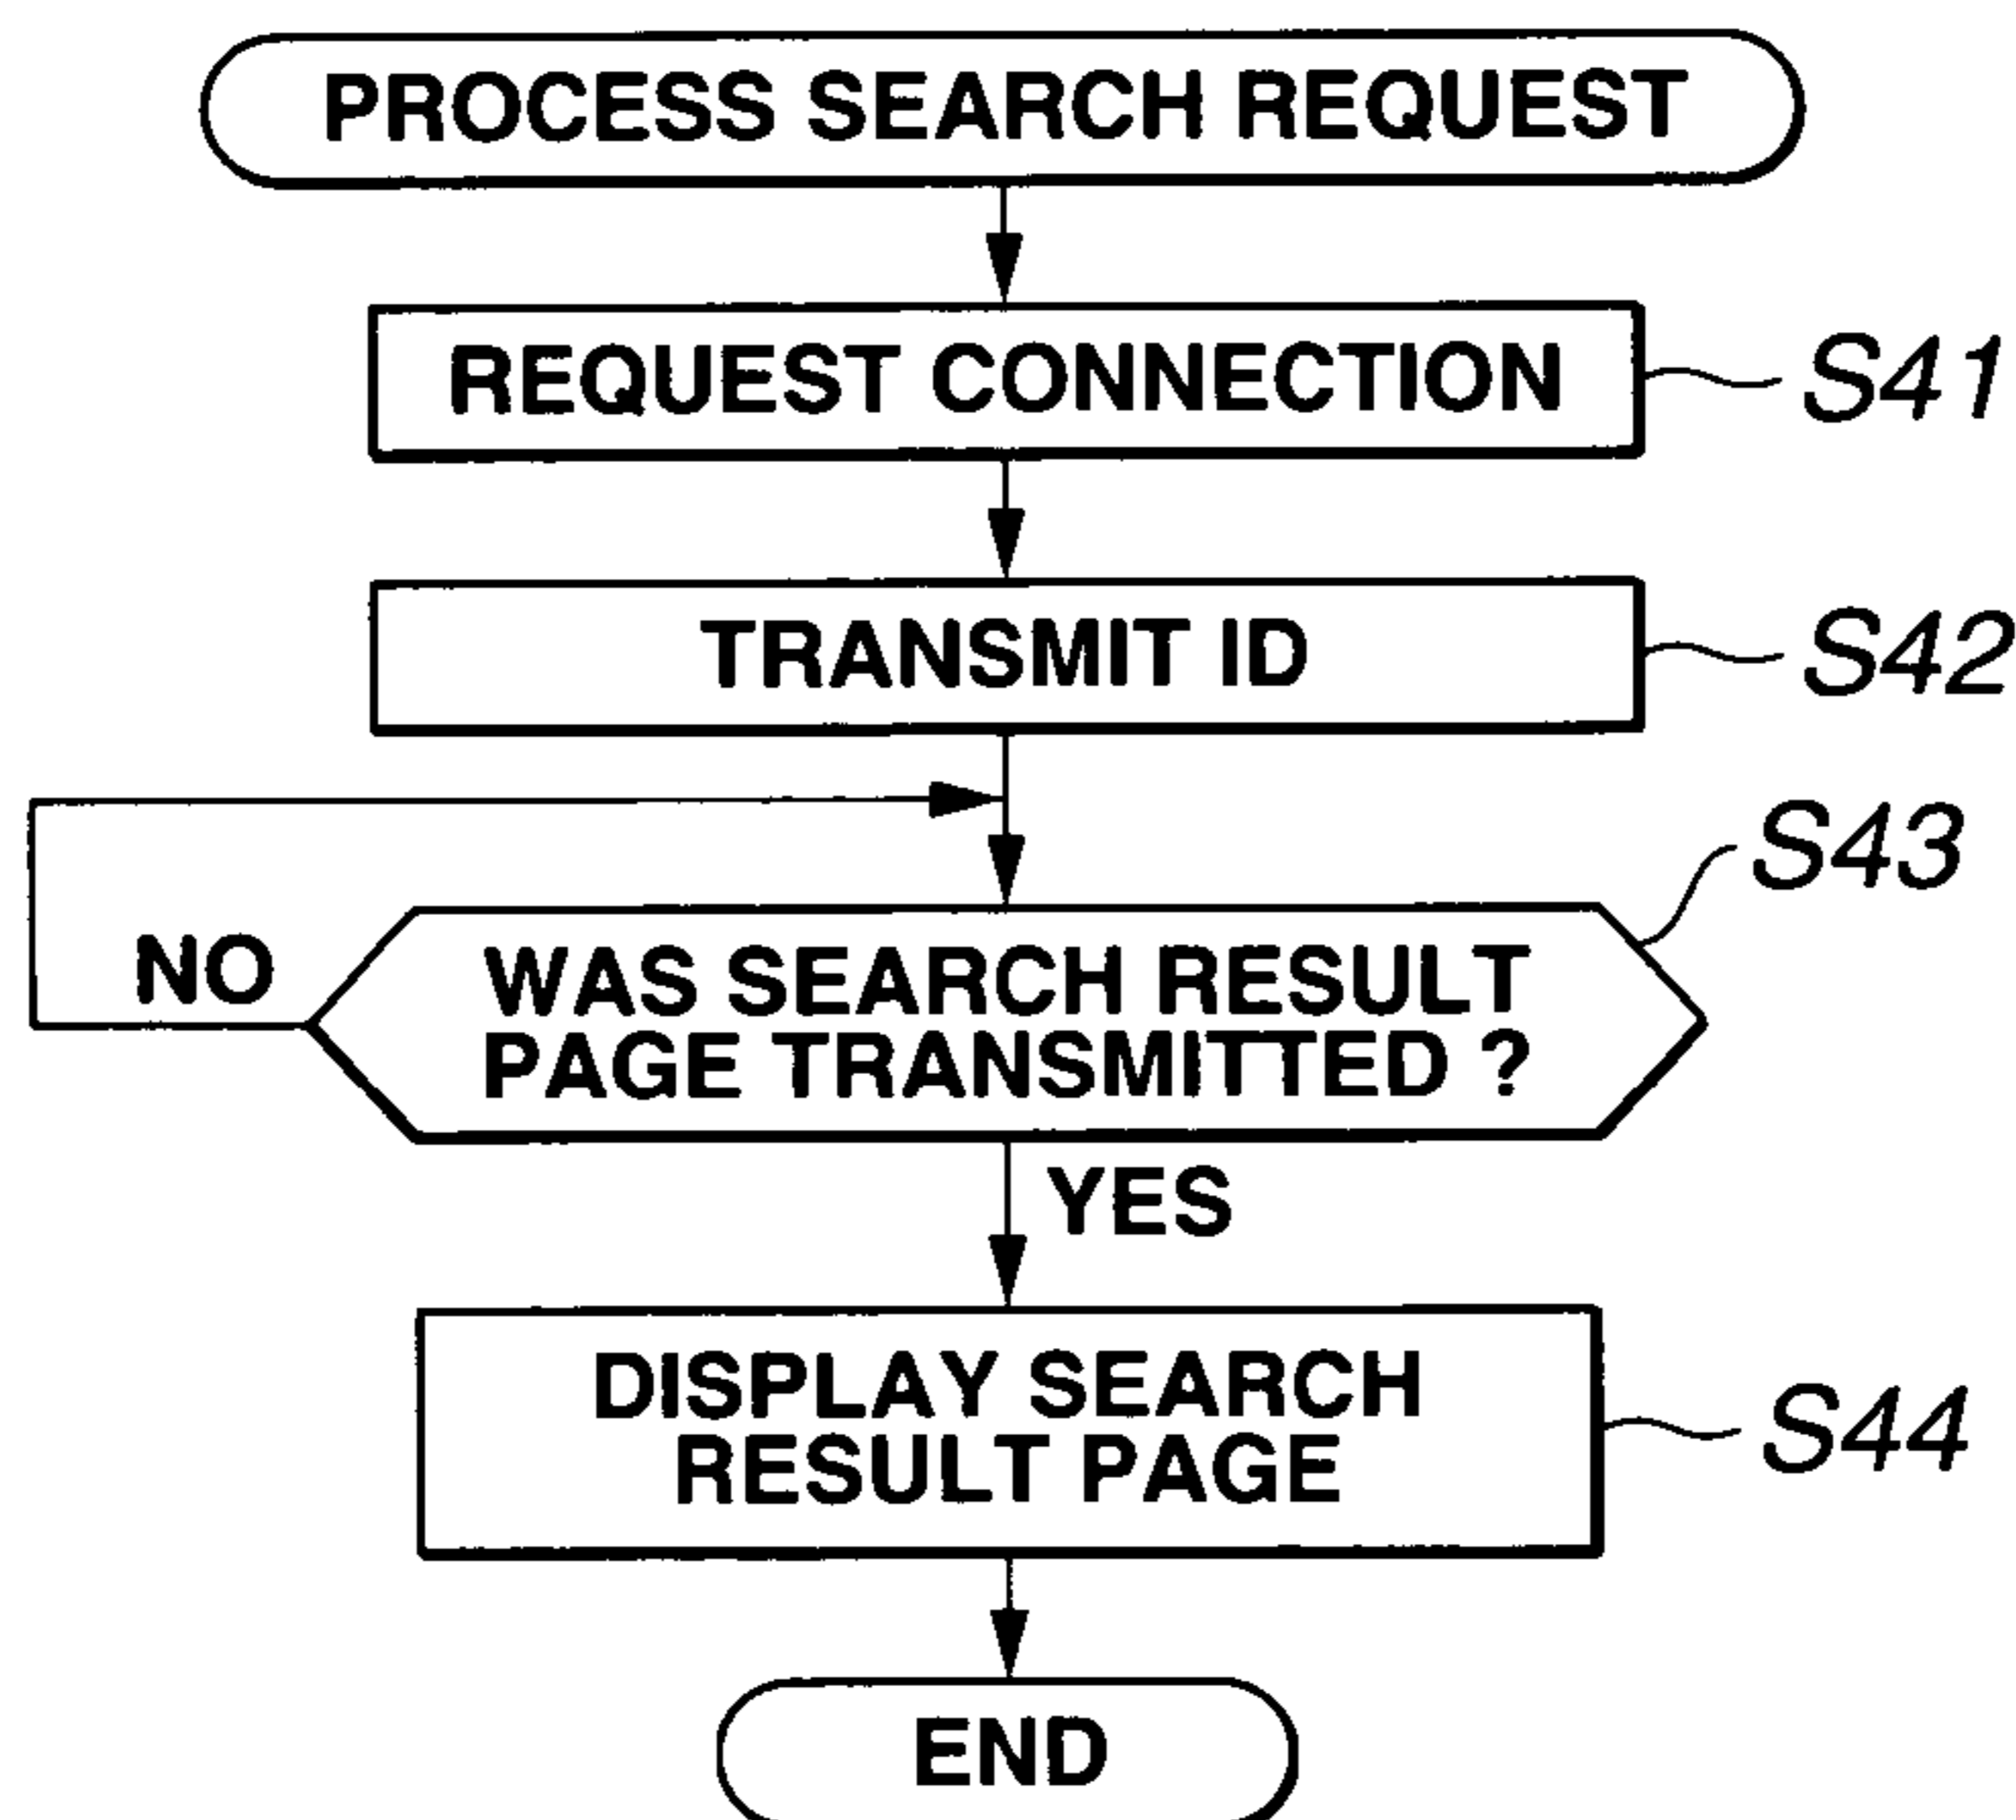 PROCESS SEARCH REQUEST
REQUEST CONNECTION
S41
TRANSMIT ID
S42
S43
NO
WAS SEARCH RESULT
PAGE TRANSMITTED ?
YES
DISPLAY SEARCH
RESULT PAGE
S44
END